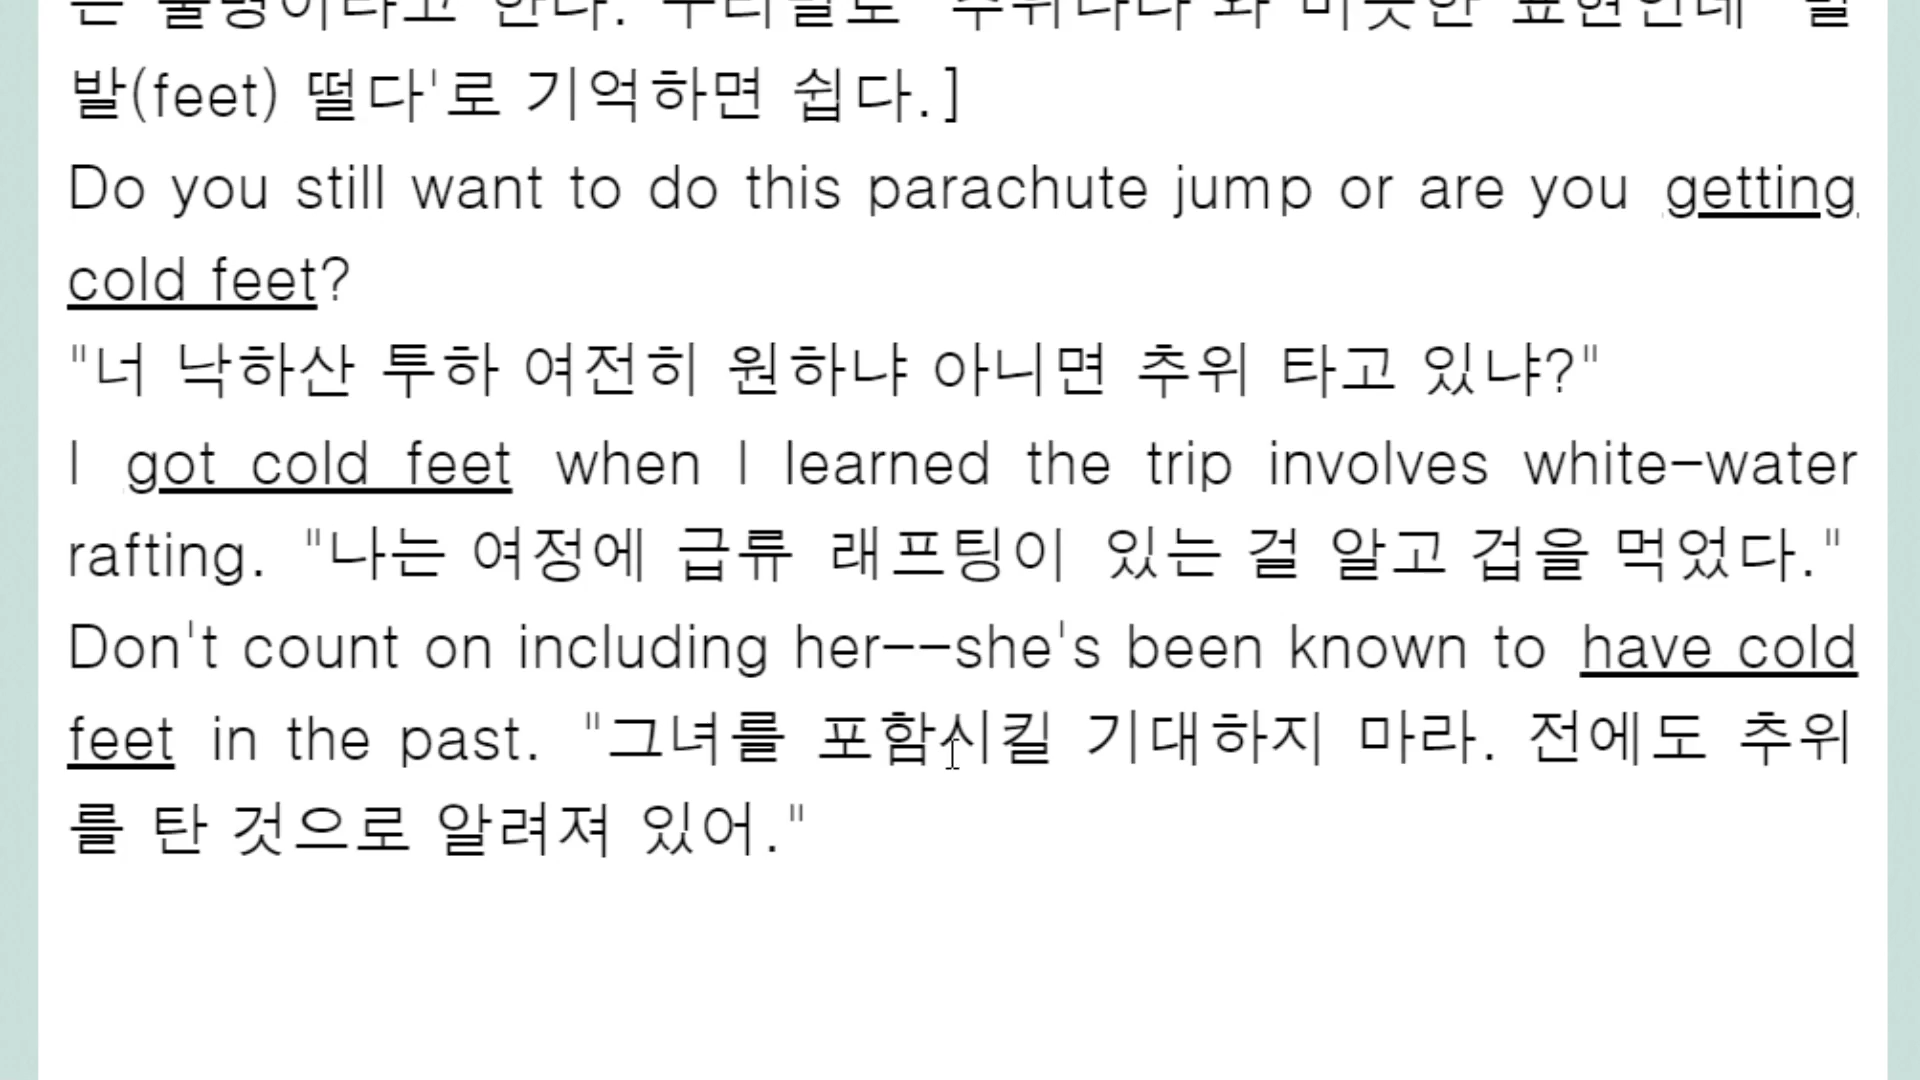 발(feet) 떨다'로 기억하면 쉽다.]
Do you still want to do this parachute jump or are you getting
cold feet?
"너 낙하산 투하 여전히 원하냐 아니면 추위 타고 있냐?"
I got cold feet when I learned the trip involves white-water
rafting. "나는 여정에 급류 래프팅이 있는 걸 알고 겁을 먹었다."
Don't count on including her--she's been known to have cold
feet in the past. "그녀를 포함시킬 기대하지 마라. 전에도 추위
를 탄 것으로 알려져 있어."